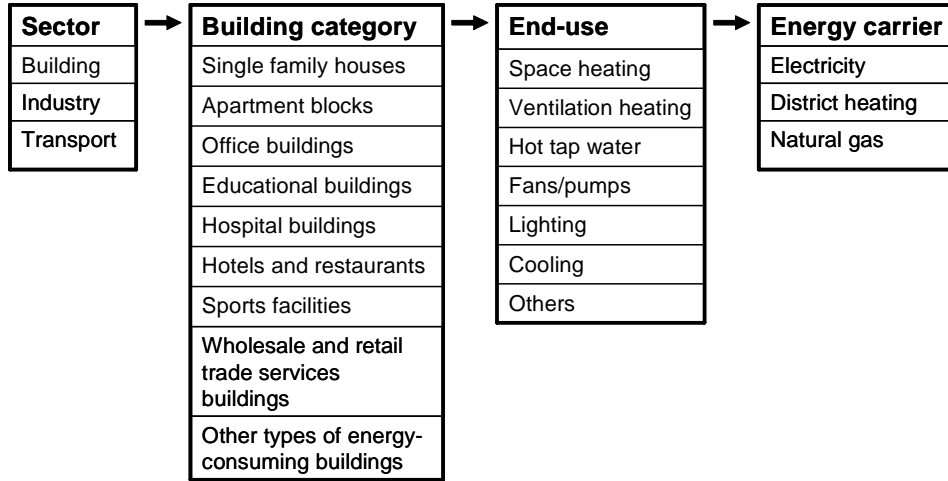 Sector
Building
Industry
Transport
Building category
Single family houses
Apartment blocks
Office buildings
Educational buildings
Hospital buildings
Hotels and restaurants
Sports facilities
Wholesale and retail
trade services
buildings
Other types of energy-
consuming buildings
End-use
Space heating
Ventilation heating
Hot tap water
Fans/pumps
Lighting
Cooling
Others
Energy carrier
Electricity
District heating
Natural gas